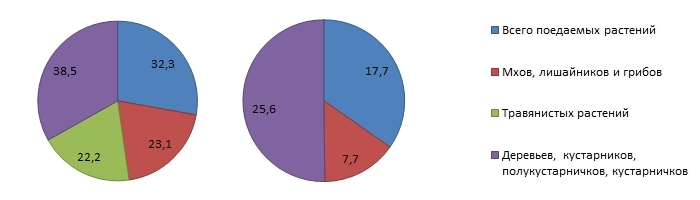 38,5
32,3
22,2
23,1
25,6
17,7
7,7
Всего поедаемых растений
Мхов, лишайников и грибов
Травянистых растений
Деревьев, кустарников,
полукустарничков, кустарничков